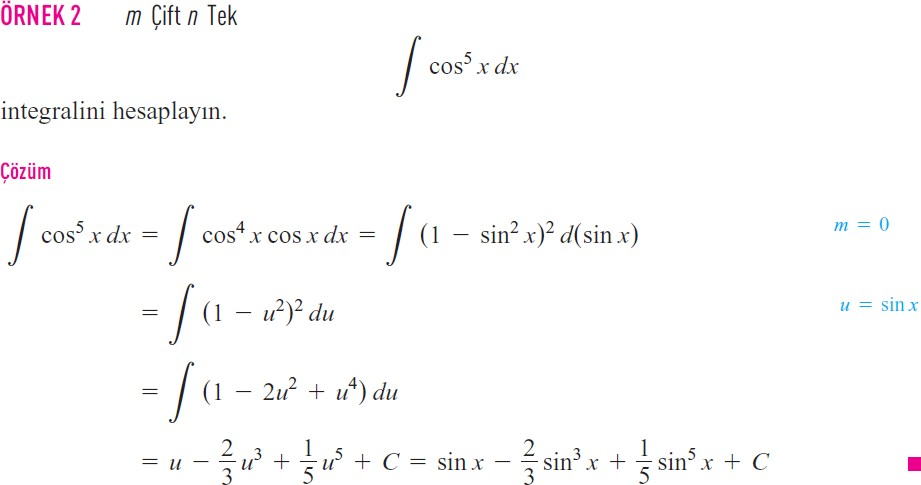 ÖRNEK 2 m Çift n Tek
∫ cos⁵ x dx
integralini hesaplayın.
Çözüm
∫ cos⁵ x dx = ∫ cos⁴ x cos x dx = ∫ (1 − sin² x)² d(sin x) m = 0
= ∫ (1 − u²)² du u = sin x
= ∫ (1 − 2u² + u⁴) du
= u − 2/3 u³ + 1/5 u⁵ + C = sin x − 2/3 sin³ x + 1/5 sin⁵ x + C